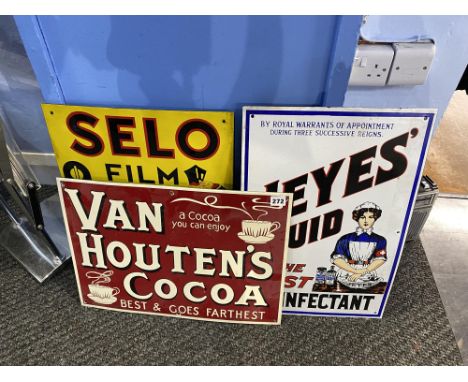 SELO
FILM
VAN
a Cocoa
you can enjoy
272
HOUTEN'S
COCOA
BEST & GOES FARTHEST
BY ROYAL WARRANTS OF APPOINTMENT
DURING THREE SUCCESSIVE REIGNS.
EYES'
UID
HE
ST
INFECTANT